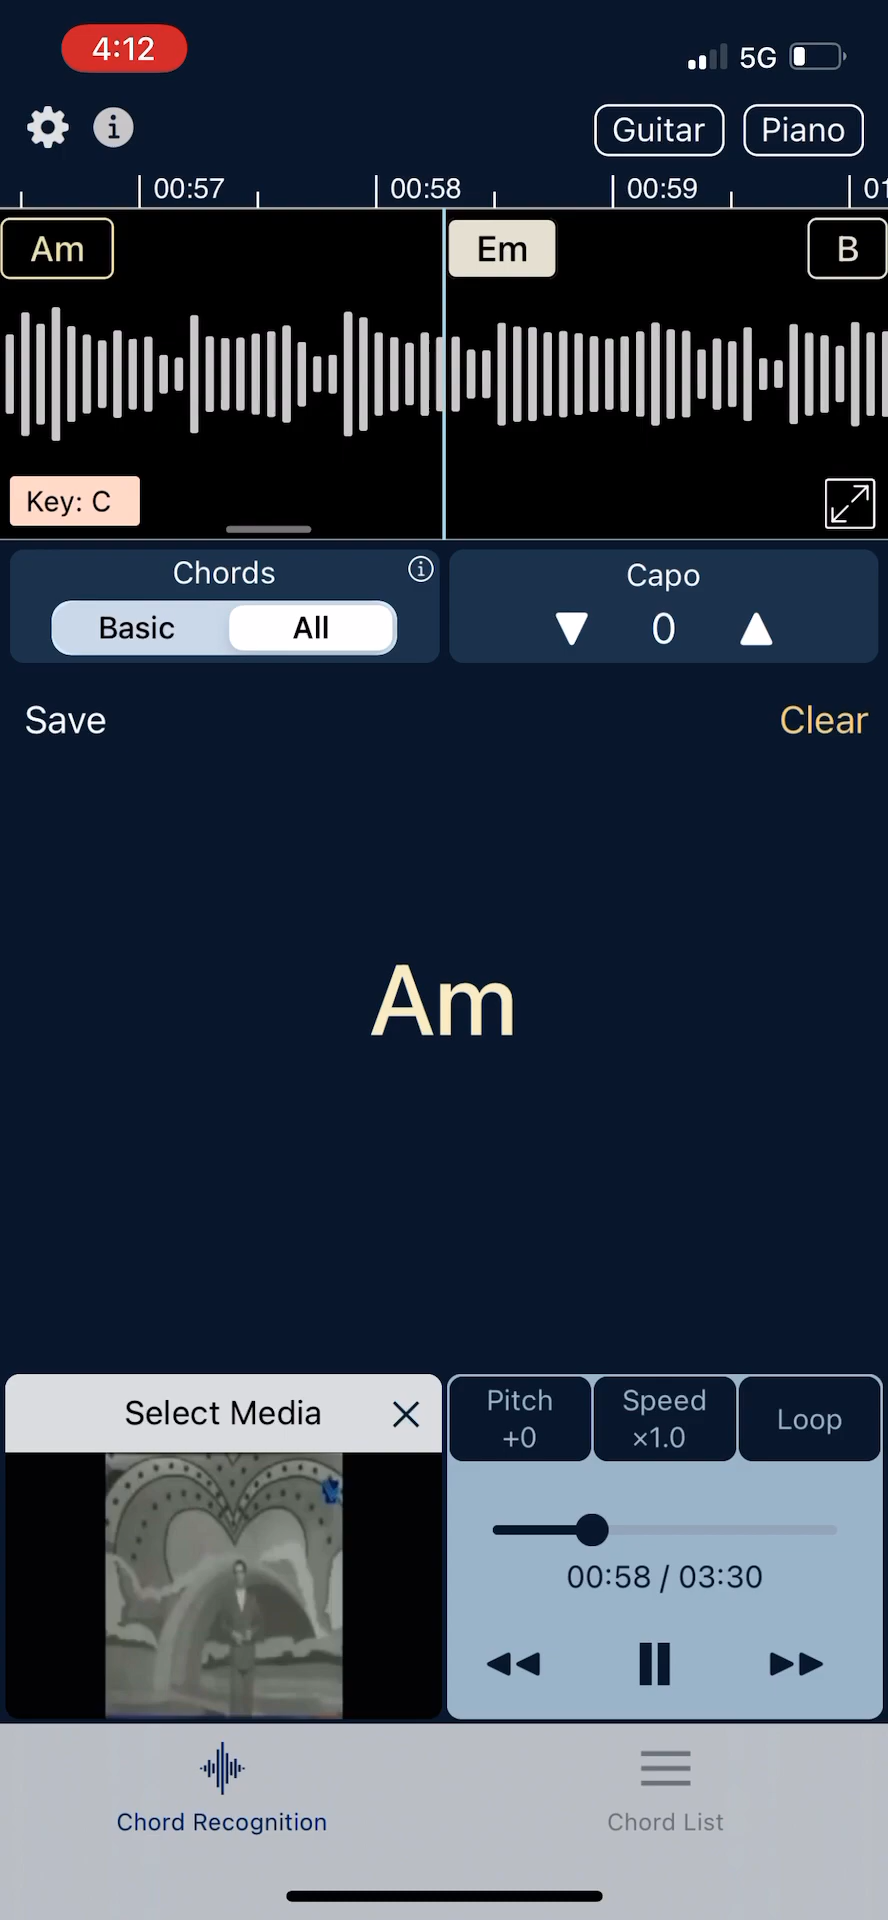 4:12
5G
Guitar
Piano
00:57
00:58
00:59
Am
Em
B
Key: C
Chords
Basic
All
Capo
0
Save
Clear
Am
Select Media
Pitch
+0
Speed
×1.0
Loop
00:58 / 03:30
Chord Recognition
Chord List